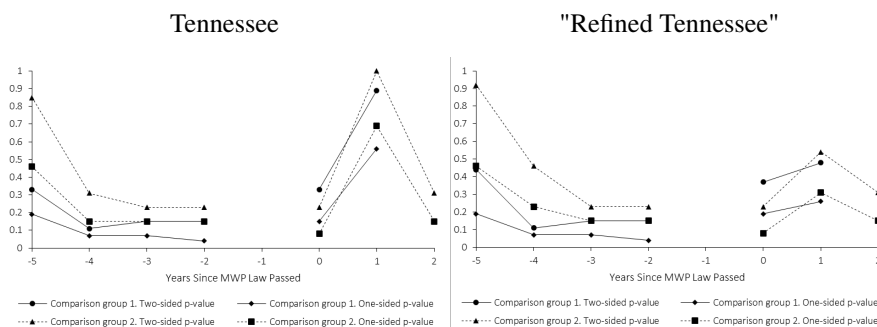 Tennessee
"Refined Tennessee"
1
0.9
0.8
0.7
0.6
0.5
0.4
0.3
0.2
0.1
0
-5 -4 -3 -2 -1 0 1 2
Years Since MWP Law Passed
Comparison group 1. Two-sided p-value
Comparison group 1. One-sided p-value
Comparison group 2. Two-sided p-value
Comparison group 2. One-sided p-value
1
0.9
0.8
0.7
0.6
0.5
0.4
0.3
0.2
0.1
0
-5 -4 -3 -2 -1 0 1 2
Years Since MWP Law Passed
Comparison group 1. Two-sided p-value
Comparison group 1. One-sided p-value
Comparison group 2. Two-sided p-value
Comparison group 2. One-sided p-value